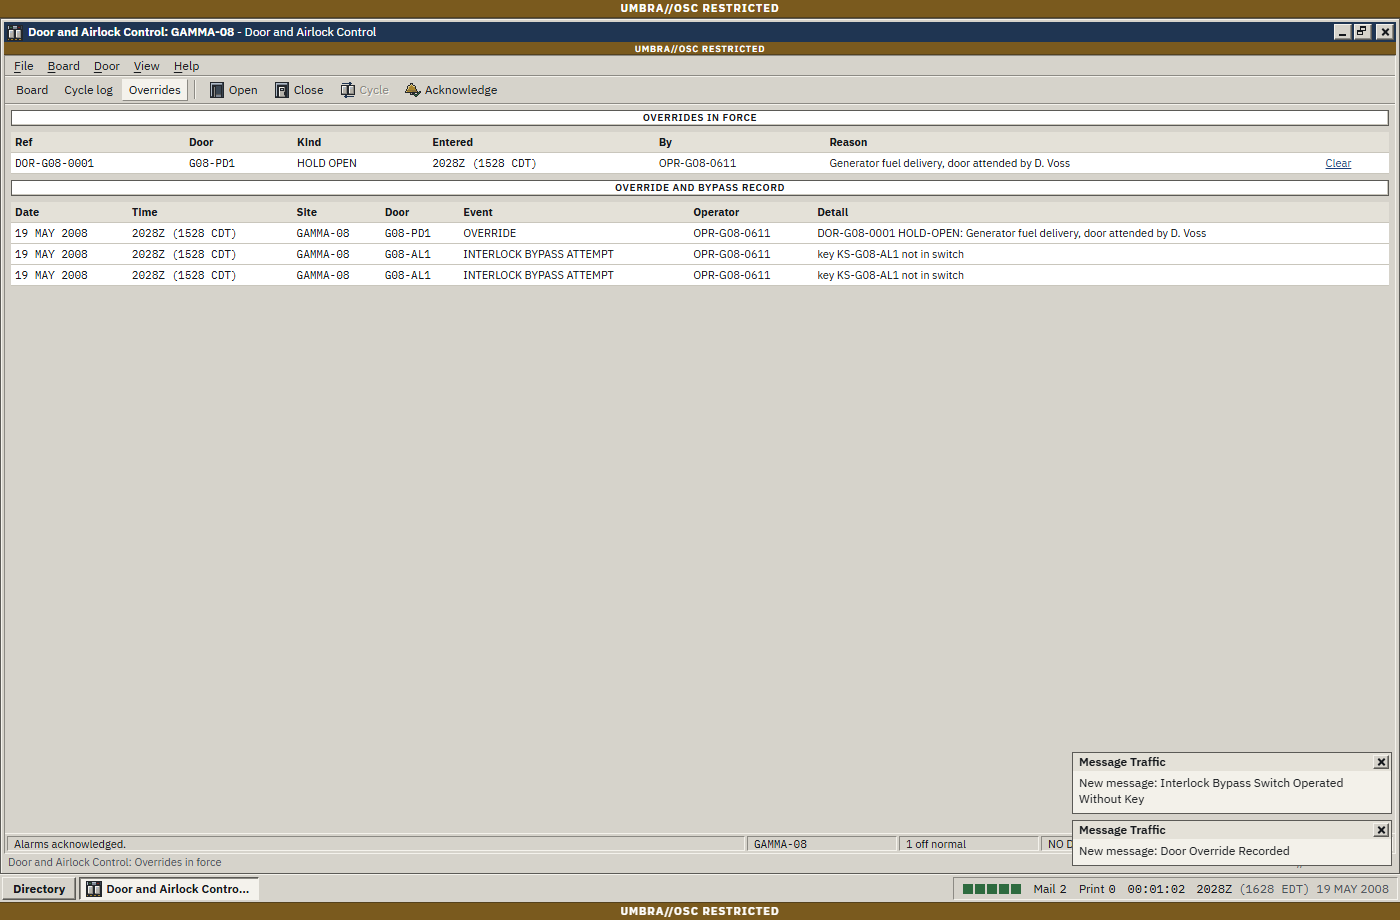 UMBRA//OSC RESTRICTED
Door and Airlock Control: GAMMA-08 - Door and Airlock Control
UMBRA//OSC RESTRICTED
File Board Door View Help
Board Cycle log Overrides Open Close Cycle Acknowledge
OVERRIDES IN FORCE
Ref Door Kind Entered By Reason
DOR-G08-0001 G08-PD1 HOLD OPEN 2028Z (1528 CDT) OPR-G08-0611 Generator fuel delivery, door attended by D. Voss Clear
OVERRIDE AND BYPASS RECORD
Date Time Site Door Event Operator Detail
19 MAY 2008 2028Z (1528 CDT) GAMMA-08 G08-PD1 OVERRIDE OPR-G08-0611 DOR-G08-0001 HOLD-OPEN: Generator fuel delivery, door attended by D. Voss
19 MAY 2008 2028Z (1528 CDT) GAMMA-08 G08-AL1 INTERLOCK BYPASS ATTEMPT OPR-G08-0611 key KS-G08-AL1 not in switch
19 MAY 2008 2028Z (1528 CDT) GAMMA-08 G08-AL1 INTERLOCK BYPASS ATTEMPT OPR-G08-0611 key KS-G08-AL1 not in switch
Message Traffic
New message: Interlock Bypass Switch Operated
Without Key
Message Traffic
New message: Door Override Recorded
Alarms acknowledged. GAMMA-08 1 off normal NO D
Door and Airlock Control: Overrides in force
Directory Door and Airlock Contro... Mail 2 Print 0 00:01:02 2028Z (1628 EDT) 19 MAY 2008
UMBRA//OSC RESTRICTED